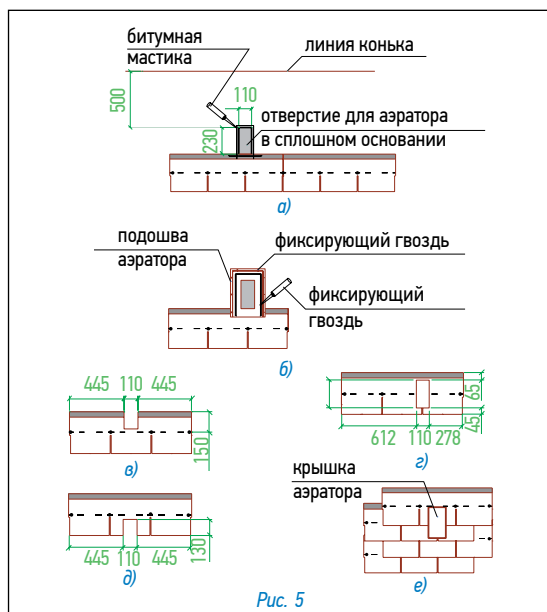 битумная
мастика
линия конька
500
110
230
отверстие для аэратора
в сплошном основании
а)
подошва
аэратора
фиксирующий гвоздь
фиксирующий
гвоздь
б)
445 110 445
150
в)
65
45
612 110 278
г)
445 110 445
130
д)
крышка
аэратора
е)
Рис. 5